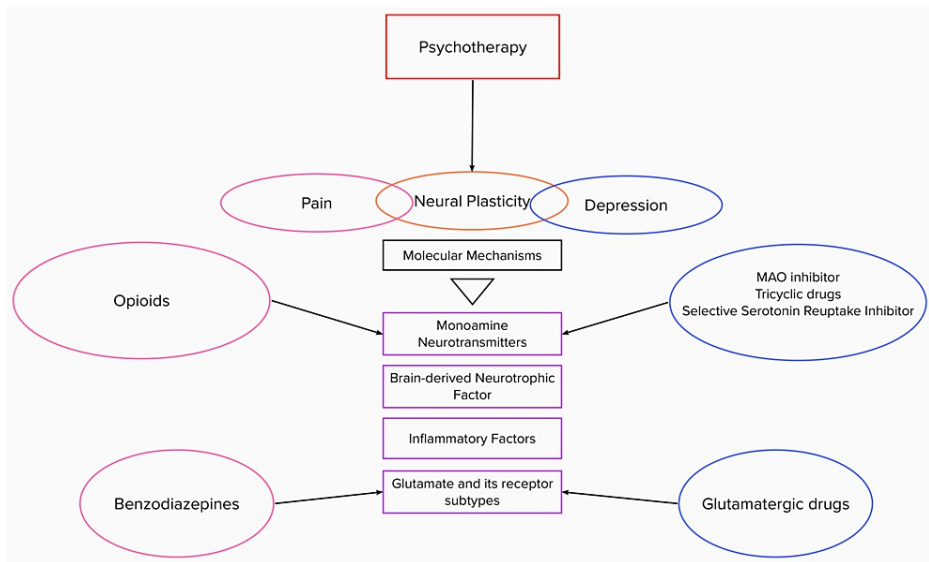 Psychotherapy
Pain
Neural Plasticity
Depression
Molecular Mechanisms
Opioids
MAO inhibitor
Tricyclic drugs
Selective Serotonin Reuptake Inhibitor
Monoamine
Neurotransmitters
Brain-derived Neurotrophic
Factor
Inflammatory Factors
Benzodiazepines
Glutamate and its receptor
subtypes
Glutamatergic drugs